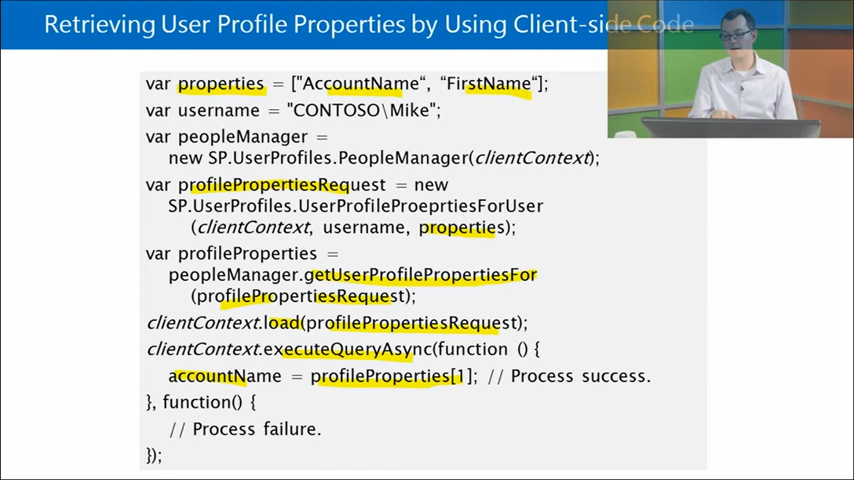 Retrieving User Profile Properties by Using Client-side Code
var properties = ["AccountName“, “FirstName“];
var username = "CONTOSO\Mike";
var peopleManager =
new SP.UserProfiles.PeopleManager(clientContext);
var profilePropertiesRequest = new
SP.UserProfiles.UserProfileProeprtiesForUser
(clientContext, username, properties);
var profileProperties =
peopleManager.getUserProfilePropertiesFor
(profilePropertiesRequest);
clientContext.load(profilePropertiesRequest);
clientContext.executeQueryAsync(function () {
accountName = profileProperties[1]; // Process success.
}, function() {
// Process failure.
});